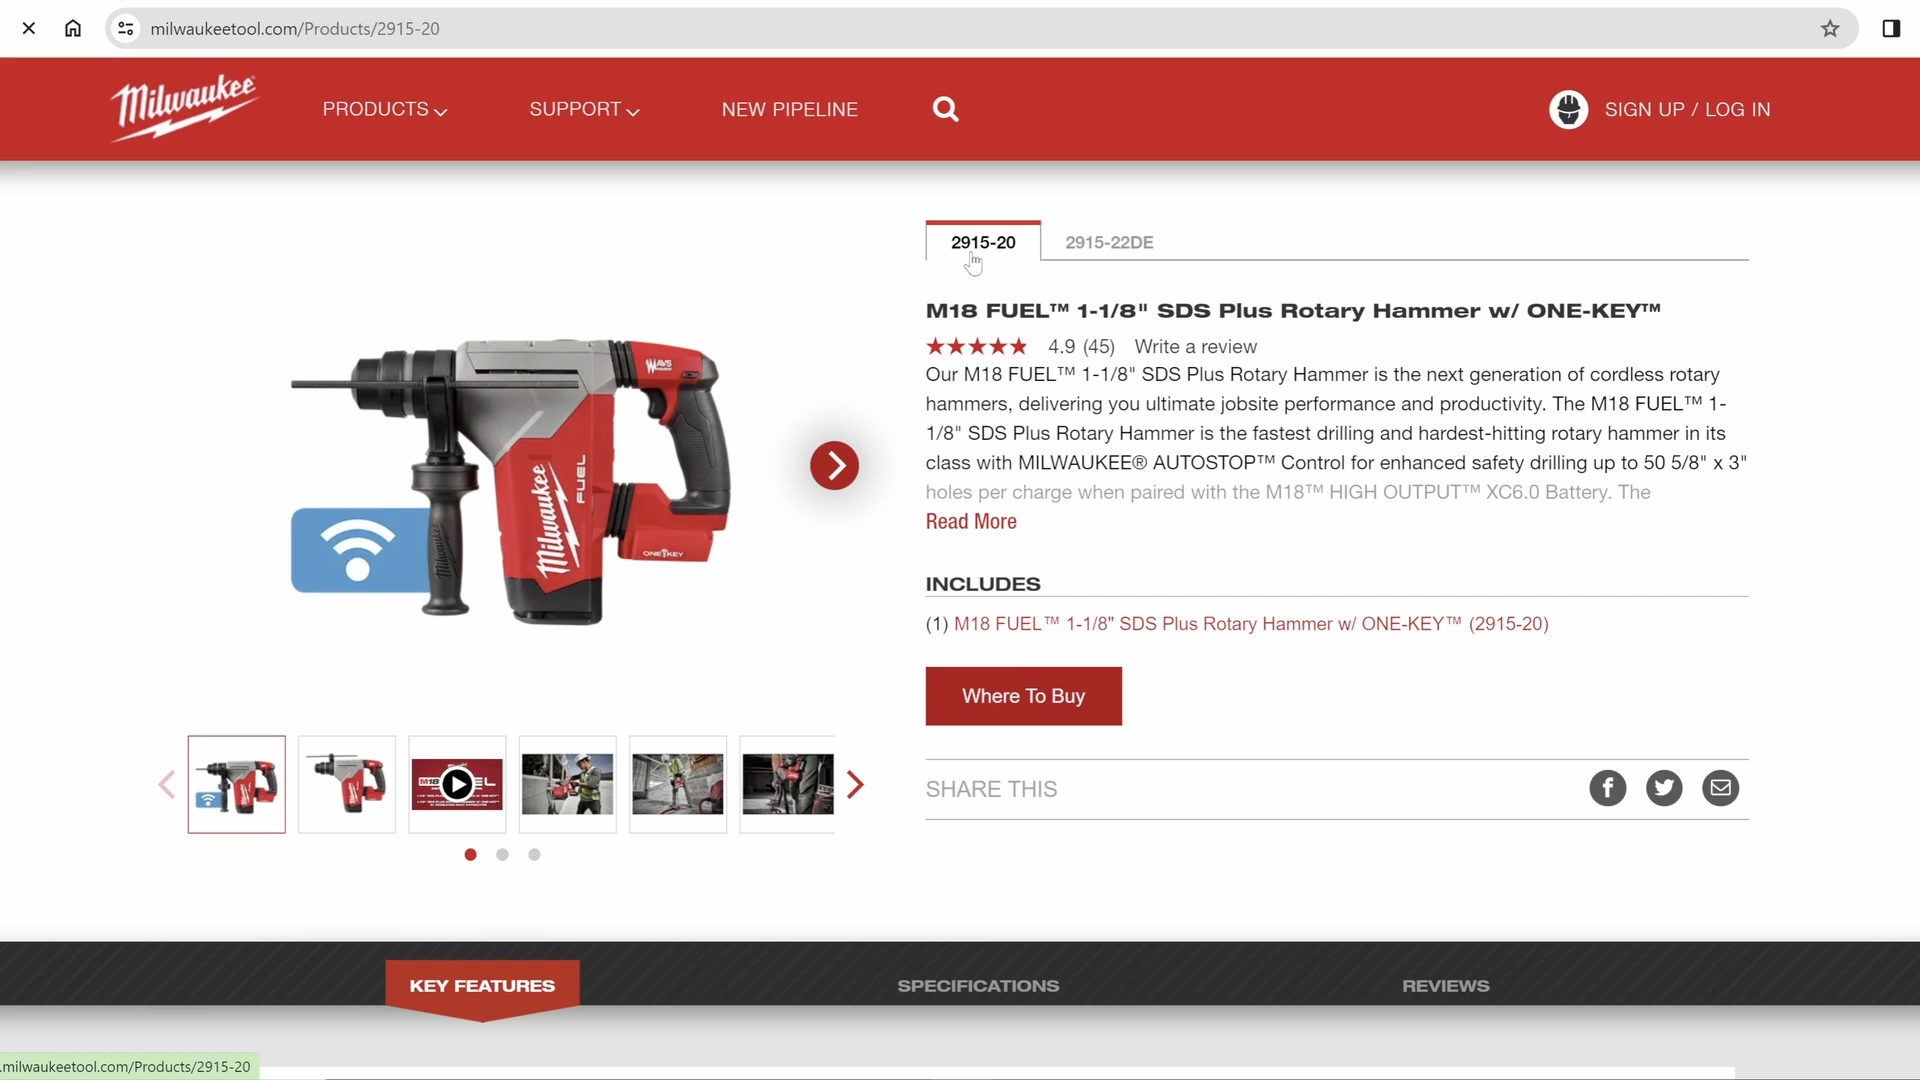 milwaukeetool.com/Products/2915-20
Milwaukee
PRODUCTS
SUPPORT
NEW PIPELINE
SIGN UP / LOG IN
2915-20
2915-22DE
M18 FUEL™ 1-1/8" SDS Plus Rotary Hammer w/ ONE-KEY™
4.9 (45) Write a review
Our M18 FUEL™ 1-1/8" SDS Plus Rotary Hammer is the next generation of cordless rotary
hammers, delivering you ultimate jobsite performance and productivity. The M18 FUEL™ 1-
1/8" SDS Plus Rotary Hammer is the fastest drilling and hardest-hitting rotary hammer in its
class with MILWAUKEE® AUTOSTOP™ Control for enhanced safety drilling up to 50 5/8" x 3"
holes per charge when paired with the M18™ HIGH OUTPUT™ XC6.0 Battery. The
Read More
AVS
Milwaukee
FUEL
ONE KEY
Milwaukee
INCLUDES
(1) M18 FUEL™ 1-1/8" SDS Plus Rotary Hammer w/ ONE-KEY™ (2915-20)
Where To Buy
SHARE THIS
KEY FEATURES
SPECIFICATIONS
REVIEWS
.milwaukeetool.com/Products/2915-20